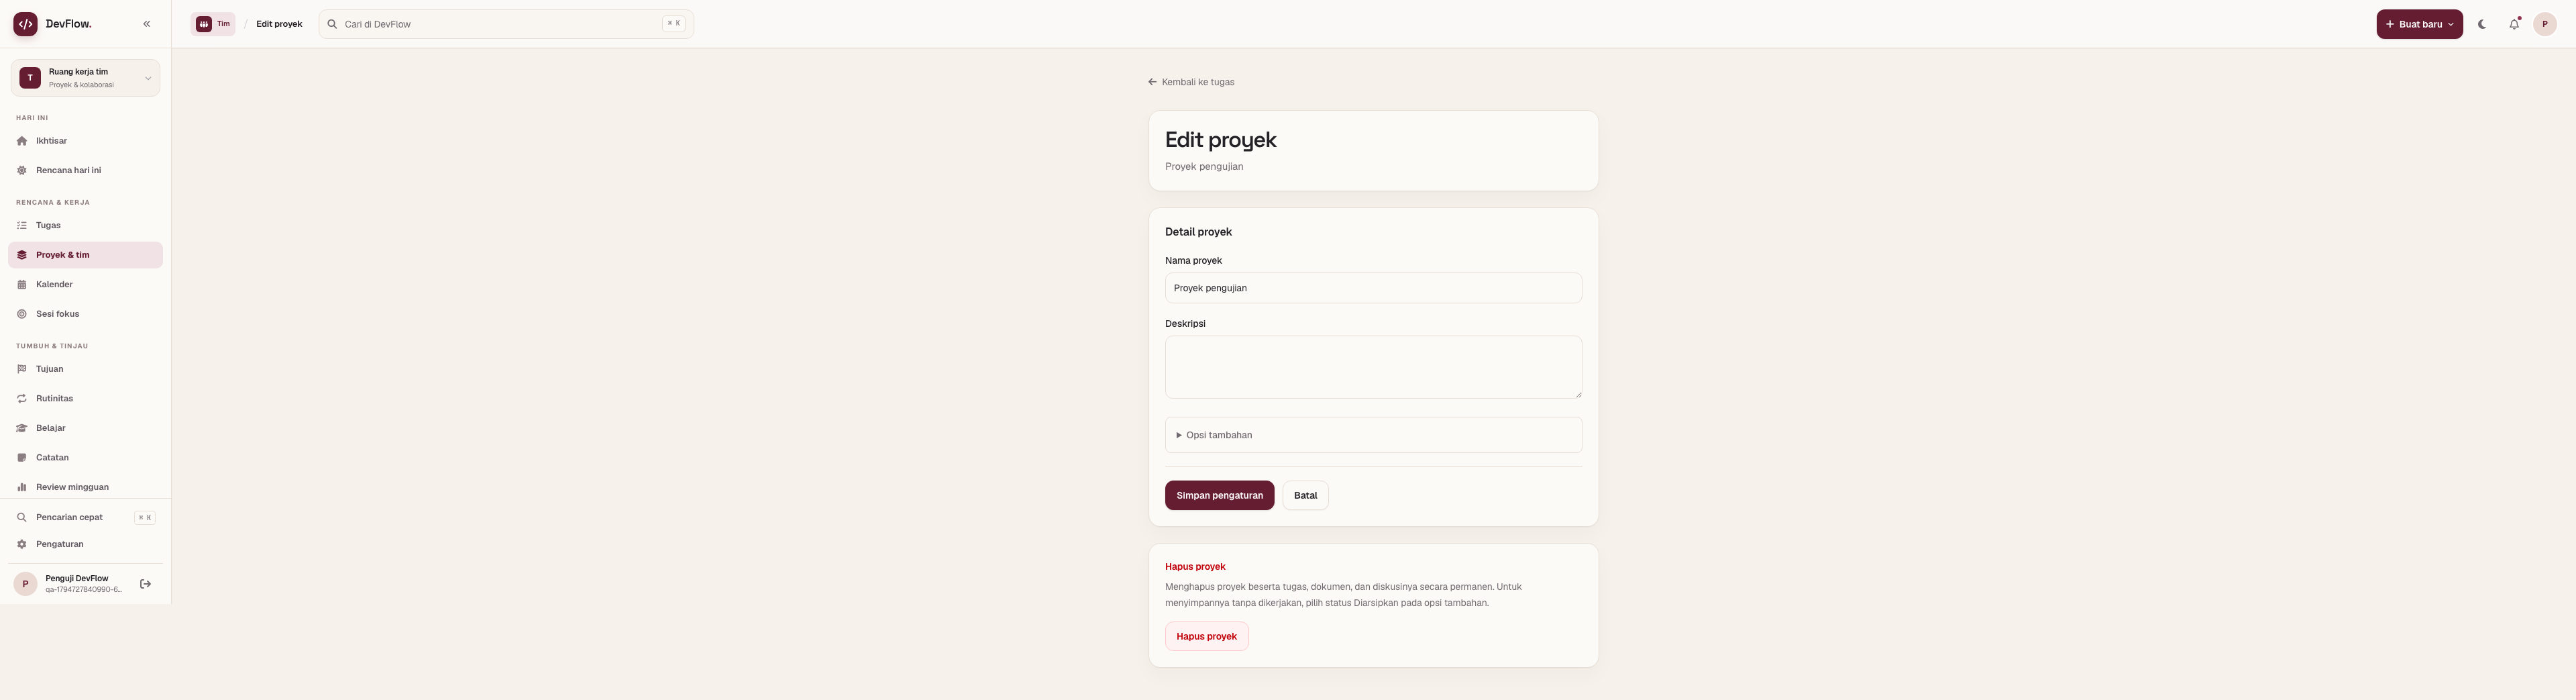 DevFlow.
Tim
/
Edit proyek
Cari di DevFlow
⌘ K
Buat baru
P
T
Ruang kerja tim
Proyek & kolaborasi
HARI INI
Ikhtisar
Rencana hari ini
RENCANA & KERJA
Tugas
Proyek & tim
Kalender
Sesi fokus
TUMBUH & TINJAU
Tujuan
Rutinitas
Belajar
Catatan
Review mingguan
Pencarian cepat
⌘ K
Pengaturan
P
Penguji DevFlow
qa-1794727840990-6...
Kembali ke tugas
Edit proyek
Proyek pengujian
Detail proyek
Nama proyek
Proyek pengujian
Deskripsi
Opsi tambahan
Simpan pengaturan
Batal
Hapus proyek
Menghapus proyek beserta tugas, dokumen, dan diskusinya secara permanen. Untuk
menyimpannya tanpa dikerjakan, pilih status Diarsipkan pada opsi tambahan.
Hapus proyek